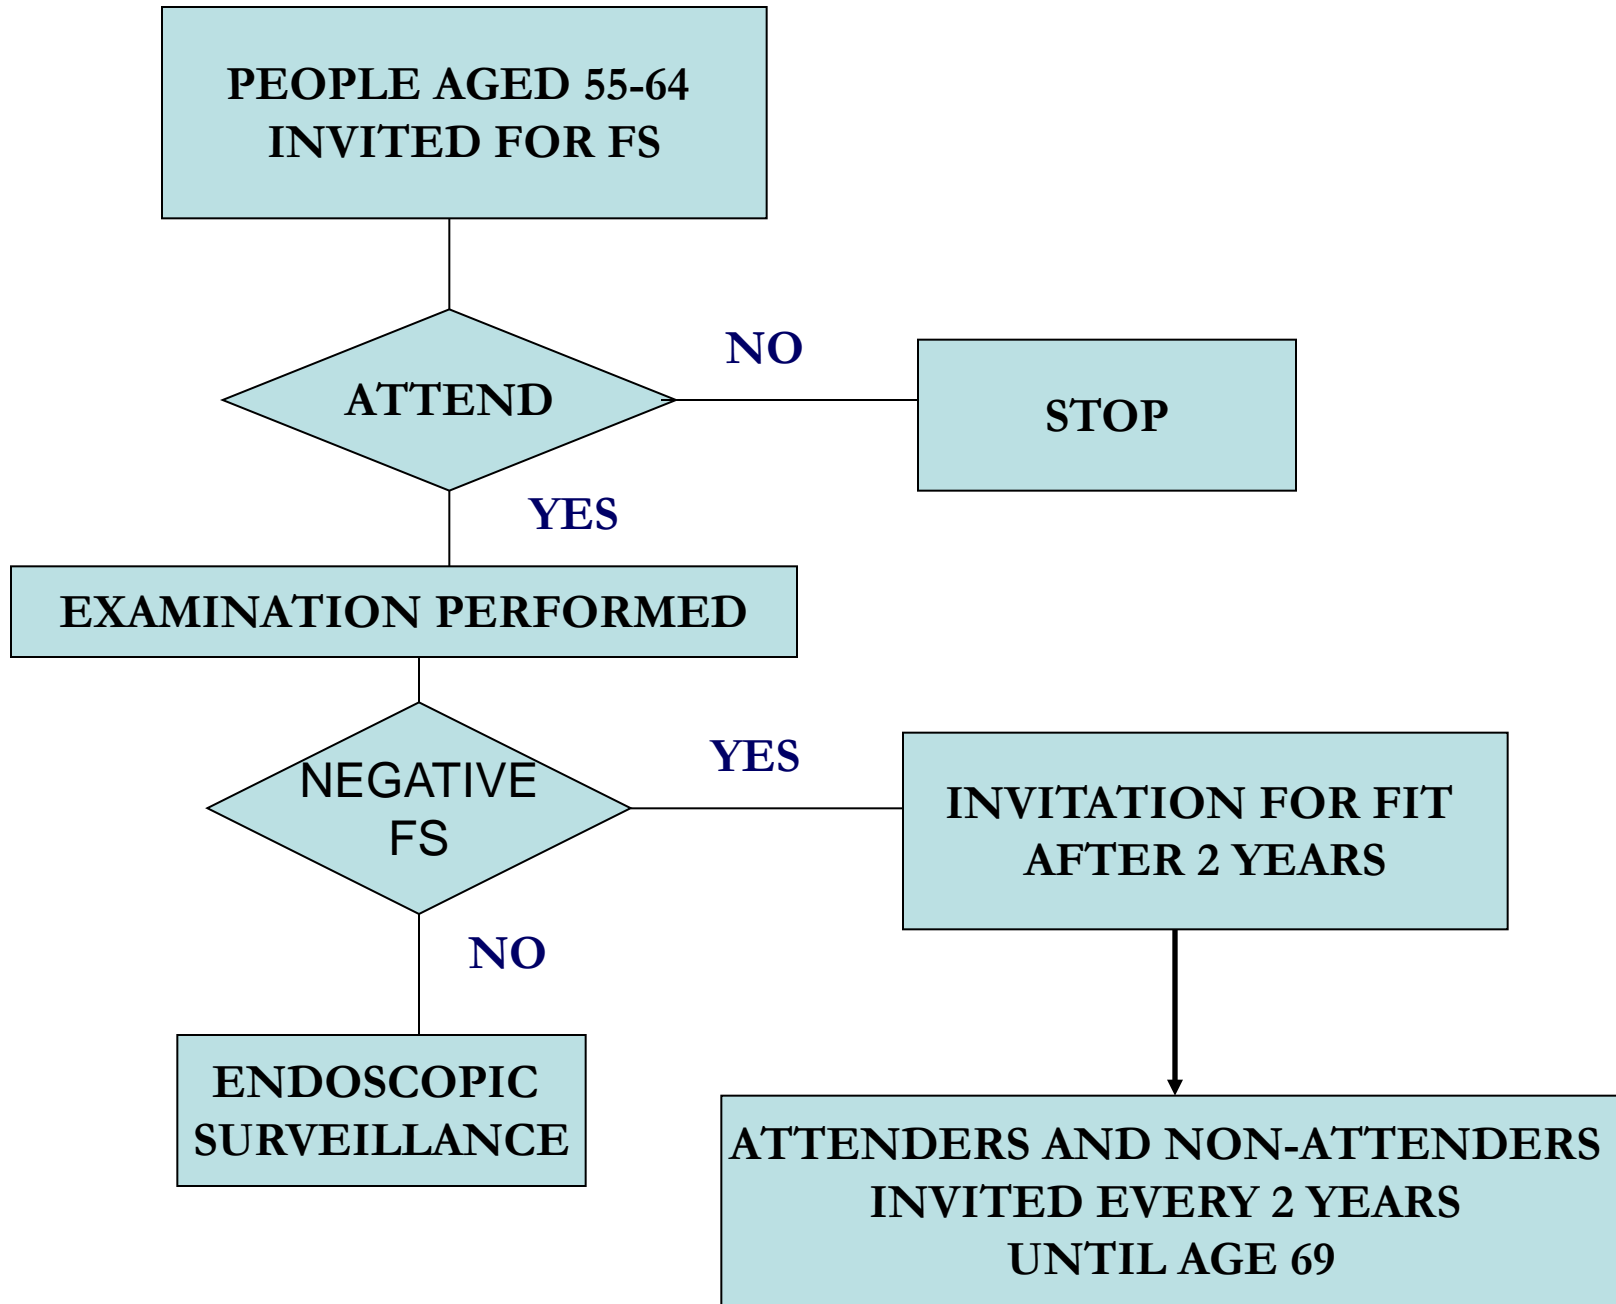 PEOPLE AGED 55-64
INVITED FOR FS
ATTEND
NO
STOP
YES
EXAMINATION PERFORMED
NEGATIVE
FS
YES
INVITATION FOR FIT
AFTER 2 YEARS
NO
ENDOSCOPIC
SURVEILLANCE
ATTENDERS AND NON-ATTENDERS
INVITED EVERY 2 YEARS
UNTIL AGE 69